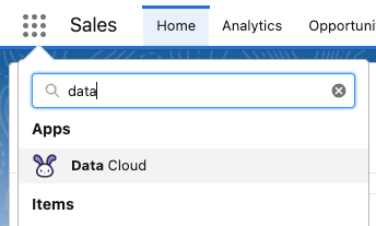 Sales Home Analytics Opportuni
data
Apps
Data Cloud
Items